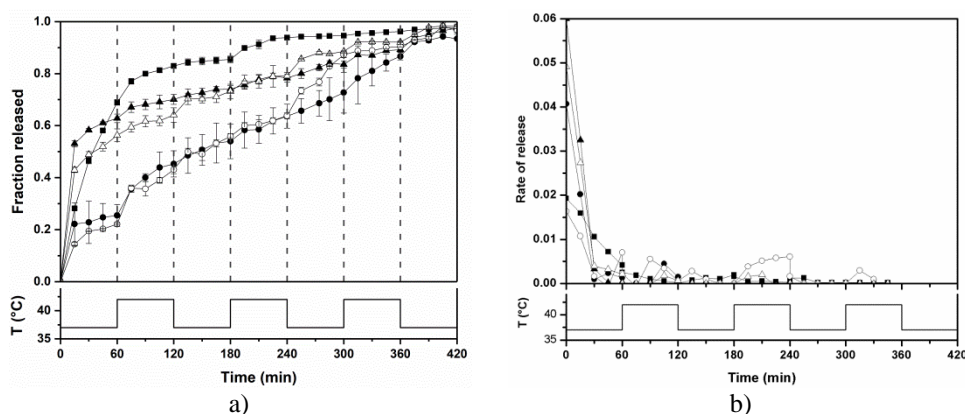 1.0
0.8
0.6
0.4
0.2
0.0
Fraction released
40
35
T (°C)
0 60 120 180 240 300 360 420
Time (min)
a)
0.06
0.05
0.04
0.03
0.02
0.01
0.00
Rate of release
40
35
T (°C)
0 60 120 180 240 300 360 420
Time (min)
b)